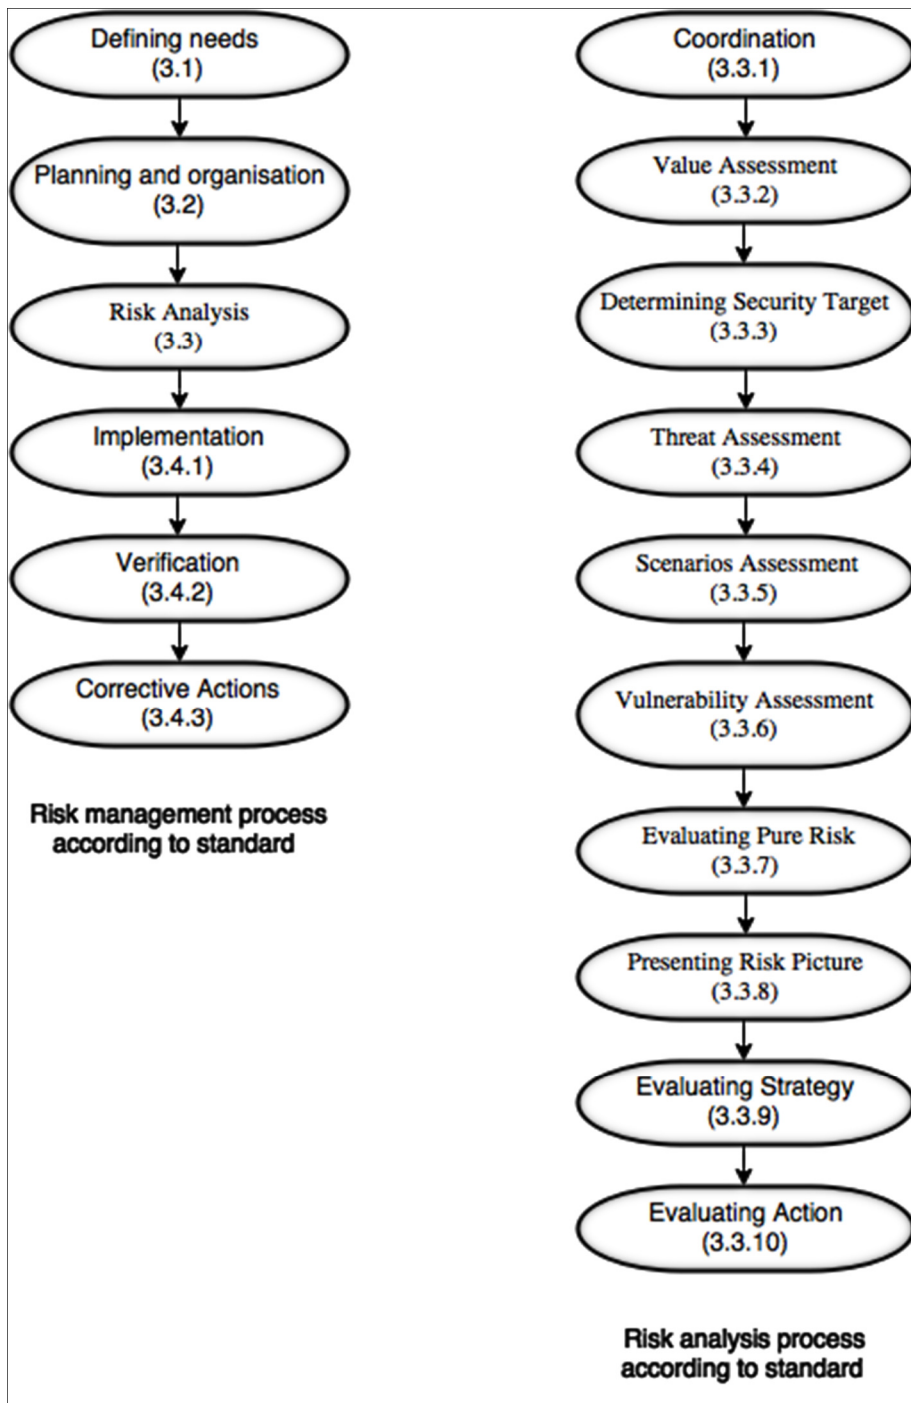 Defining needs
(3.1)
Planning and organisation
(3.2)
Risk Analysis
(3.3)
Implementation
(3.4.1)
Verification
(3.4.2)
Corrective Actions
(3.4.3)
Risk management process
according to standard
Coordination
(3.3.1)
Value Assessment
(3.3.2)
Determining Security Target
(3.3.3)
Threat Assessment
(3.3.4)
Scenarios Assessment
(3.3.5)
Vulnerability Assessment
(3.3.6)
Evaluating Pure Risk
(3.3.7)
Presenting Risk Picture
(3.3.8)
Evaluating Strategy
(3.3.9)
Evaluating Action
(3.3.10)
Risk analysis process
according to standard